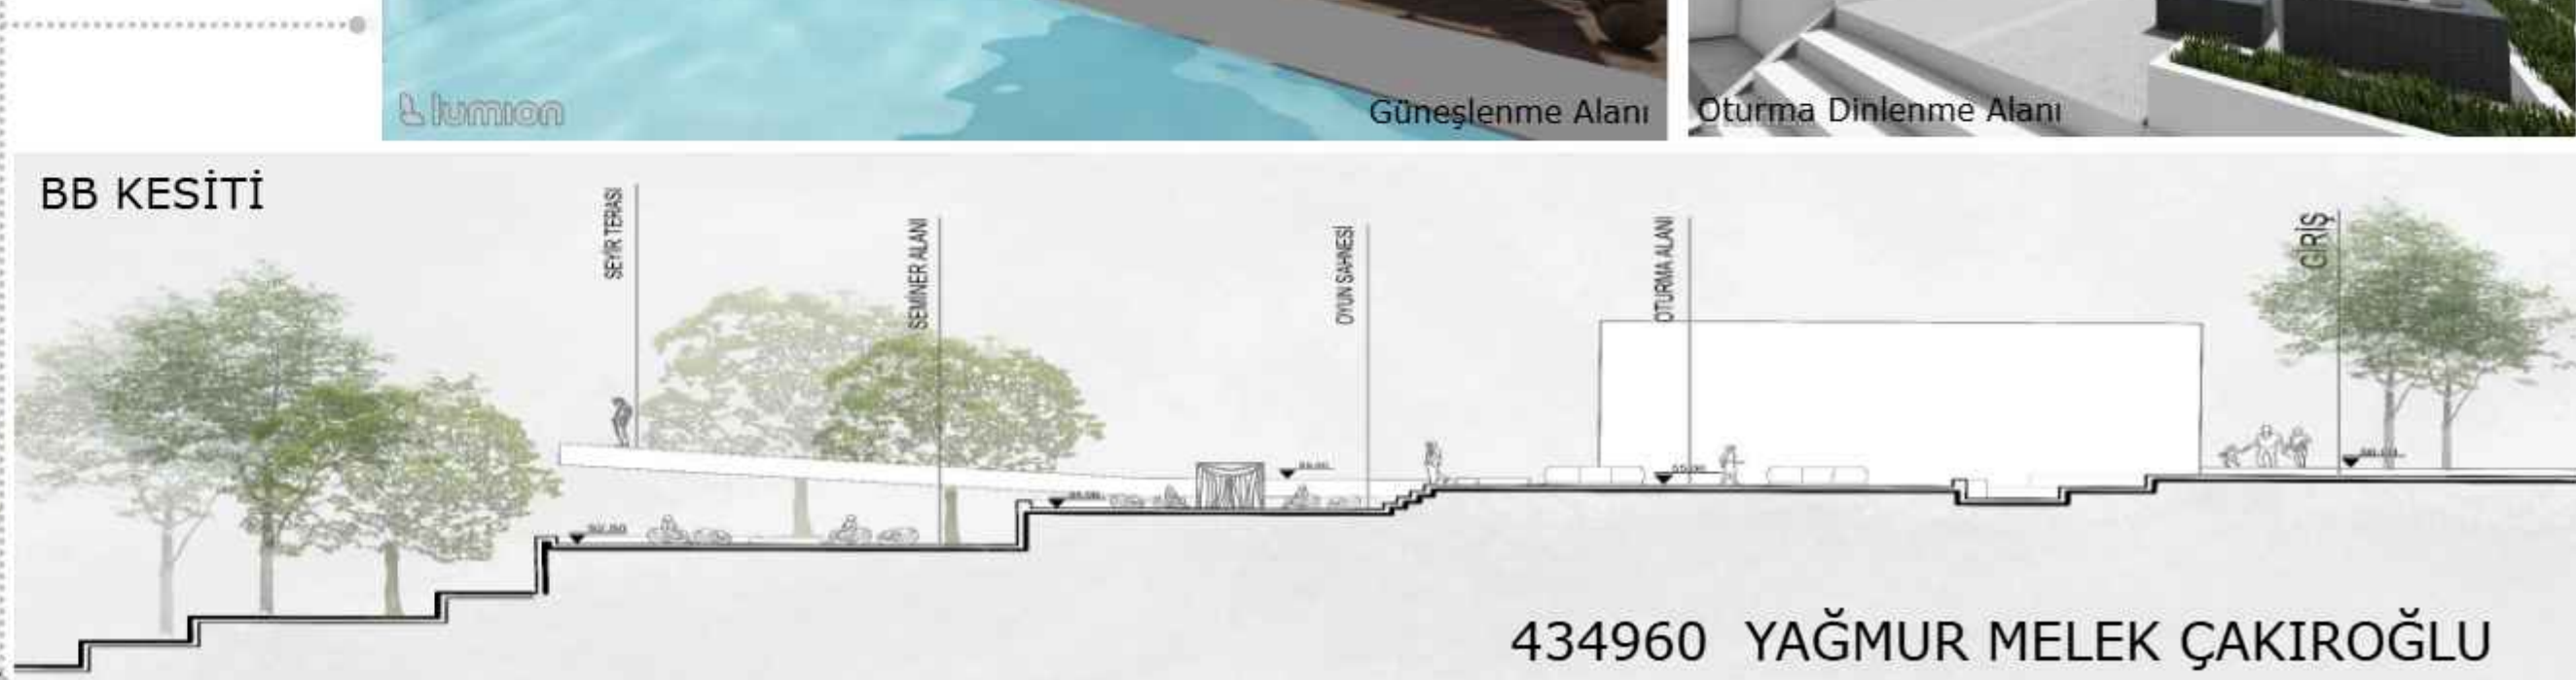 lumion
Güneşlenme Alanı
Oturma Dinlenme Alanı
BB KESİTİ
SEYİR TERASI
SEMİNER ALANI
OYUN SAHNESİ
OTURMA ALANI
GİRİŞ
434960 YAĞMUR MELEK ÇAKIROĞLU